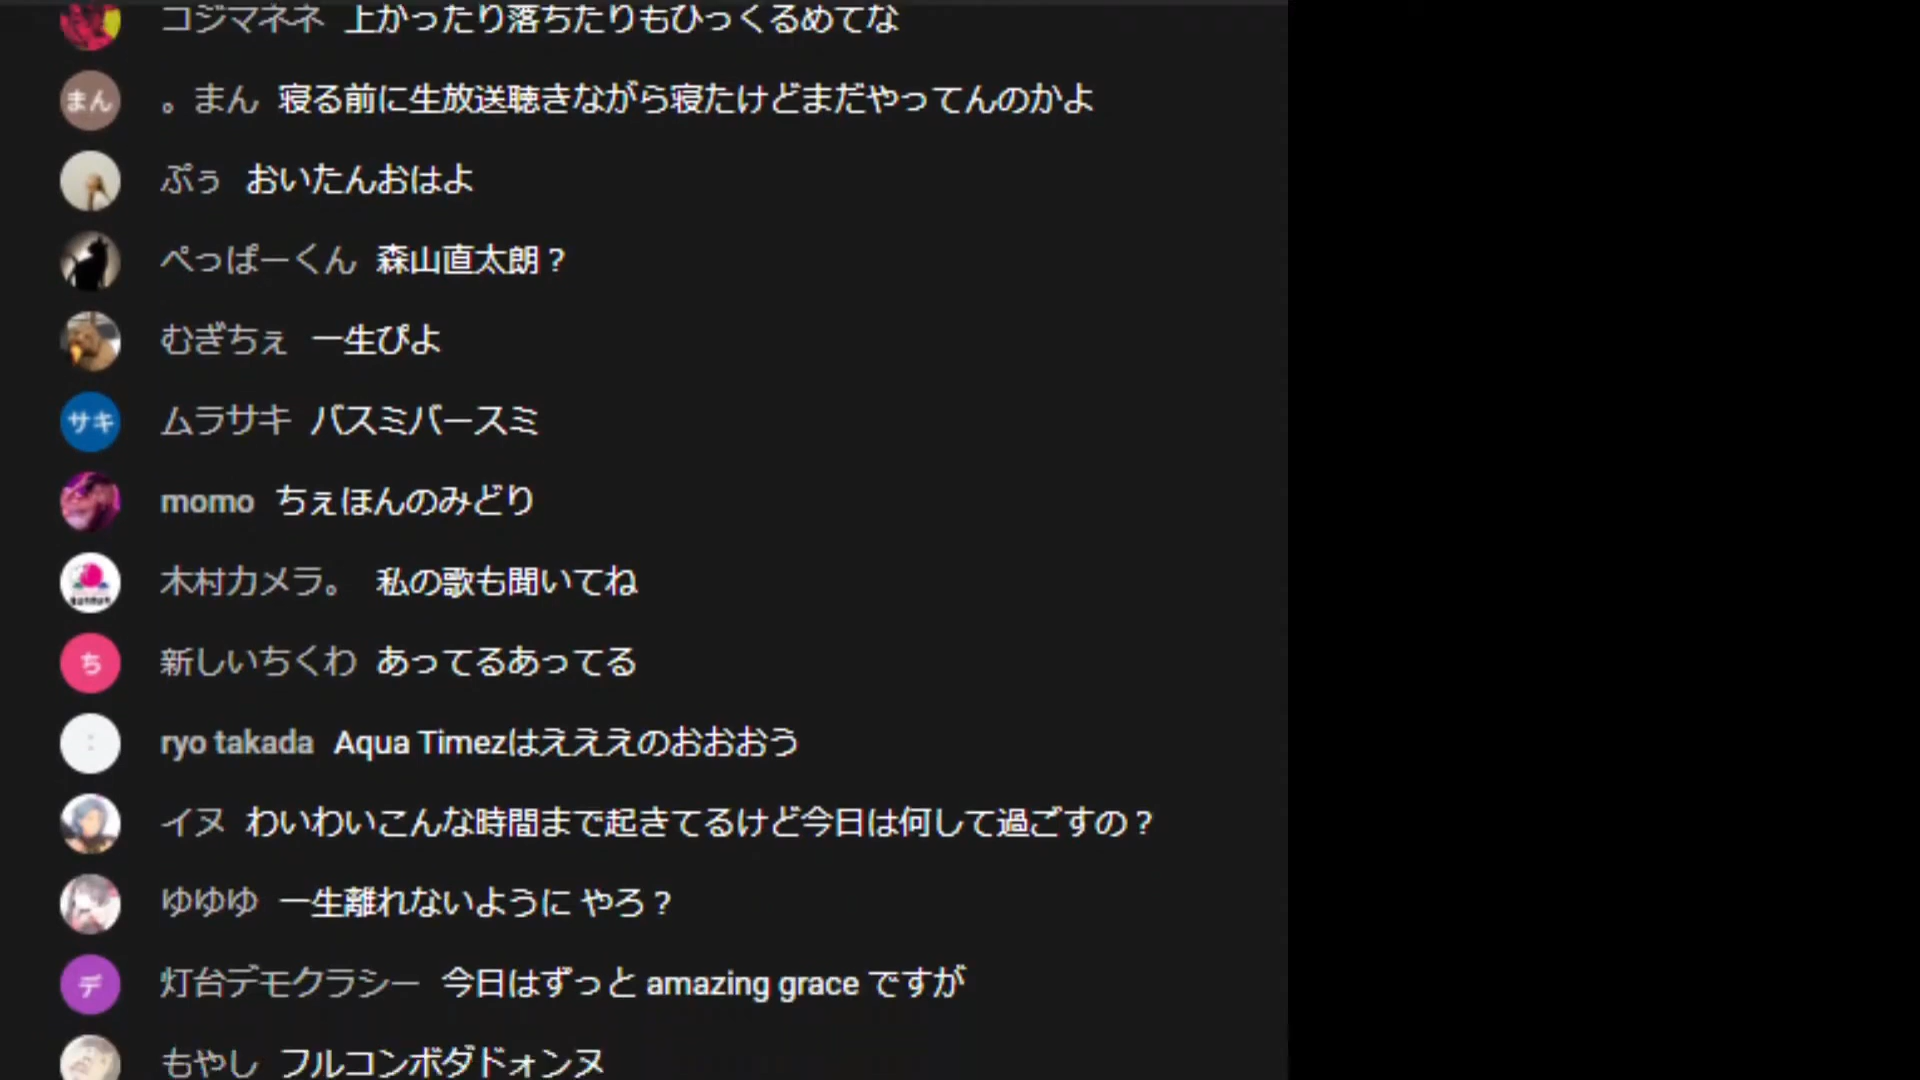 コジマネネ 上がったり落ちたりもひっくるめてな
まん 。まん 寝る前に生放送聴きながら寝たけどまだやってんのかよ
ぷぅ おいたんおはよ
ぺっぱーくん 森山直太朗？
むぎちぇ 一生ぴよ
サキ ムラサキ バスミバースミ
momo ちぇほんのみどり
木村カメラ。 私の歌も聞いてね
ち 新しいちくわ あってるあってる
ryo takada Aqua Timezはえええのおおおう
イヌ わいわいこんな時間まで起きてるけど今日は何して過ごすの？
ゆゆゆ 一生離れないように やろ？
デ 灯台デモクラシー 今日はずっと amazing grace ですが
もやし フルコンボダドォンヌ